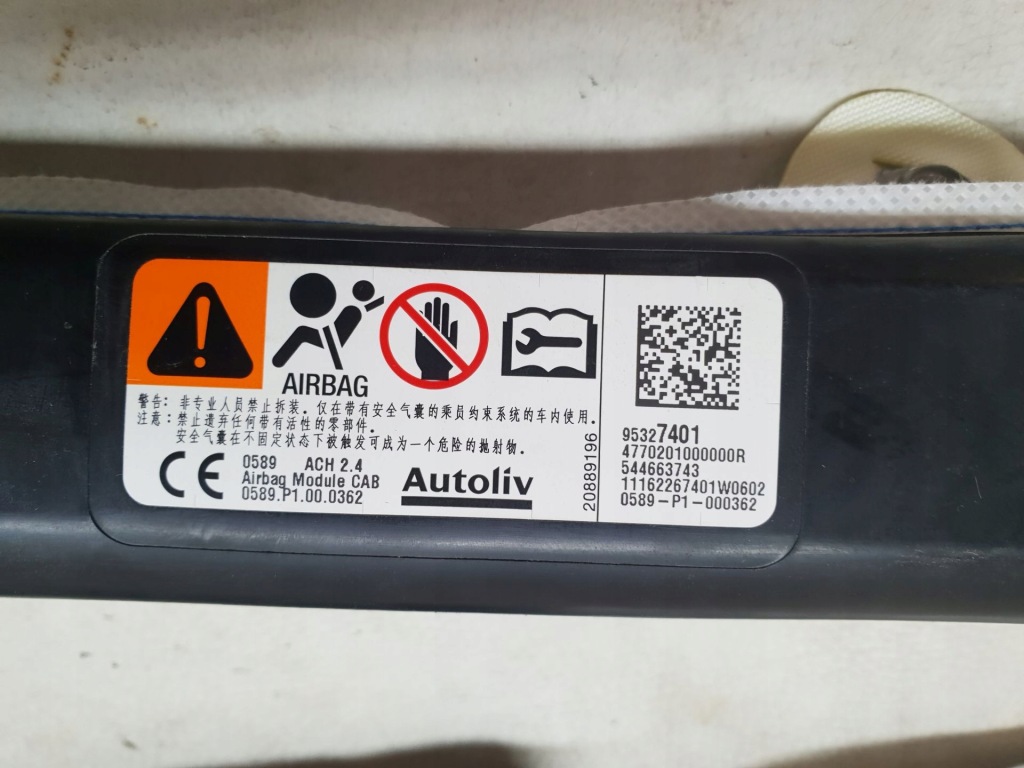 AIRBAG
警告: 非专业人员禁止拆装。仅在带有安全气囊的乘员约束系统的车内使用。
注意: 禁止遗弃任何带有活性的零部件。
安全气囊在不固定状态下被触发可成为一个危险的抛射物。
CE 0589 ACH 2.4
Airbag Module CAB
0589.P1.00.0362
Autoliv
20889196
95327401
4770201000000R
544663743
11162267401W0602
0589-P1-000362